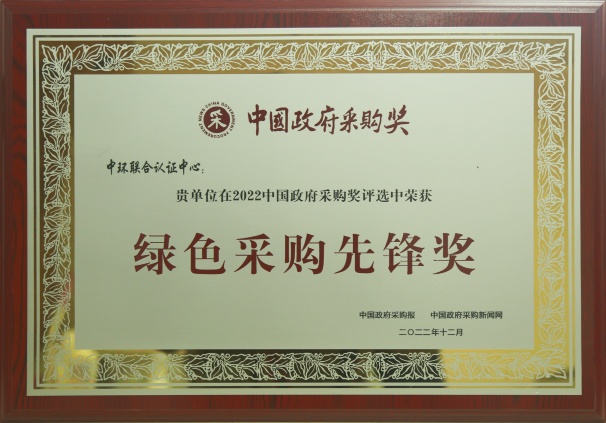 采 中國政府采购奖
中环联合认证中心：
贵单位在2022中国政府采购奖评选中荣获
绿色采购先锋奖
中国政府采购报 中国政府采购新闻网
二〇二二年十二月